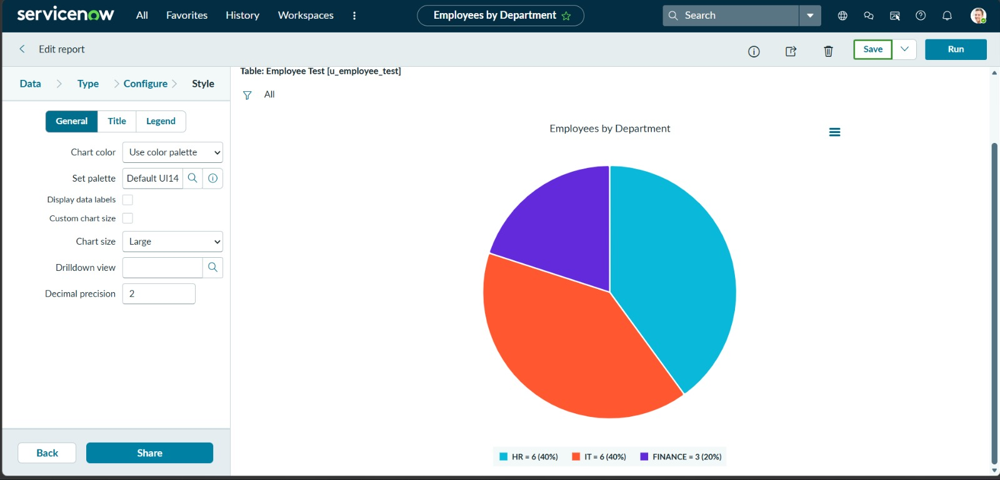 servicenow All Favorites History Workspaces Employees by Department Search
Edit report Save Run
Data Type Configure Style
General Title Legend
Chart color Use color palette
Set palette Default UI14
Display data labels
Custom chart size
Chart size Large
Drilldown view
Decimal precision 2
Back Share
Table: Employee Test [u_employee_test]
All
Employees by Department
HR = 6 (40%) IT = 6 (40%) FINANCE = 3 (20%)